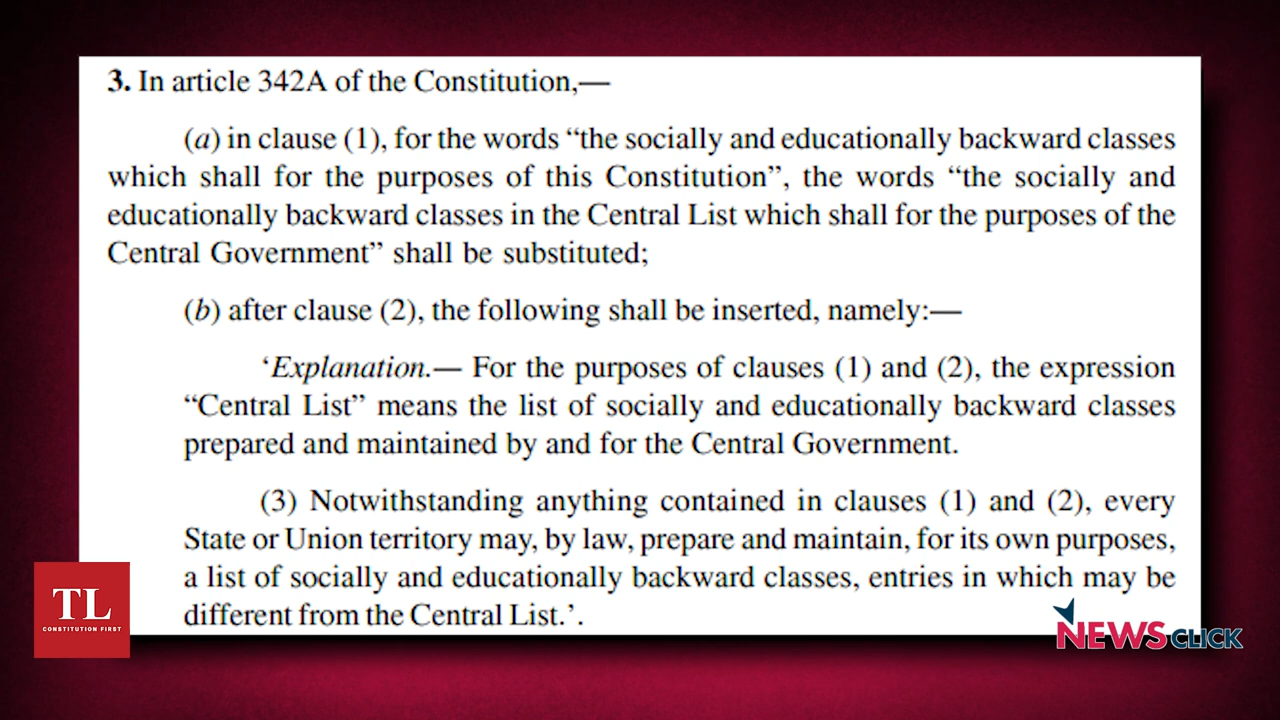 3. In article 342A of the Constitution,—
(a) in clause (1), for the words “the socially and educationally backward classes
which shall for the purposes of this Constitution”, the words “the socially and
educationally backward classes in the Central List which shall for the purposes of the
Central Government” shall be substituted;
(b) after clause (2), the following shall be inserted, namely:—
‘Explanation.— For the purposes of clauses (1) and (2), the expression
“Central List” means the list of socially and educationally backward classes
prepared and maintained by and for the Central Government.
(3) Notwithstanding anything contained in clauses (1) and (2), every
State or Union territory may, by law, prepare and maintain, for its own purposes,
a list of socially and educationally backward classes, entries in which may be
different from the Central List.’.
TL
CONSTITUTION FIRST
NEWSCLICK